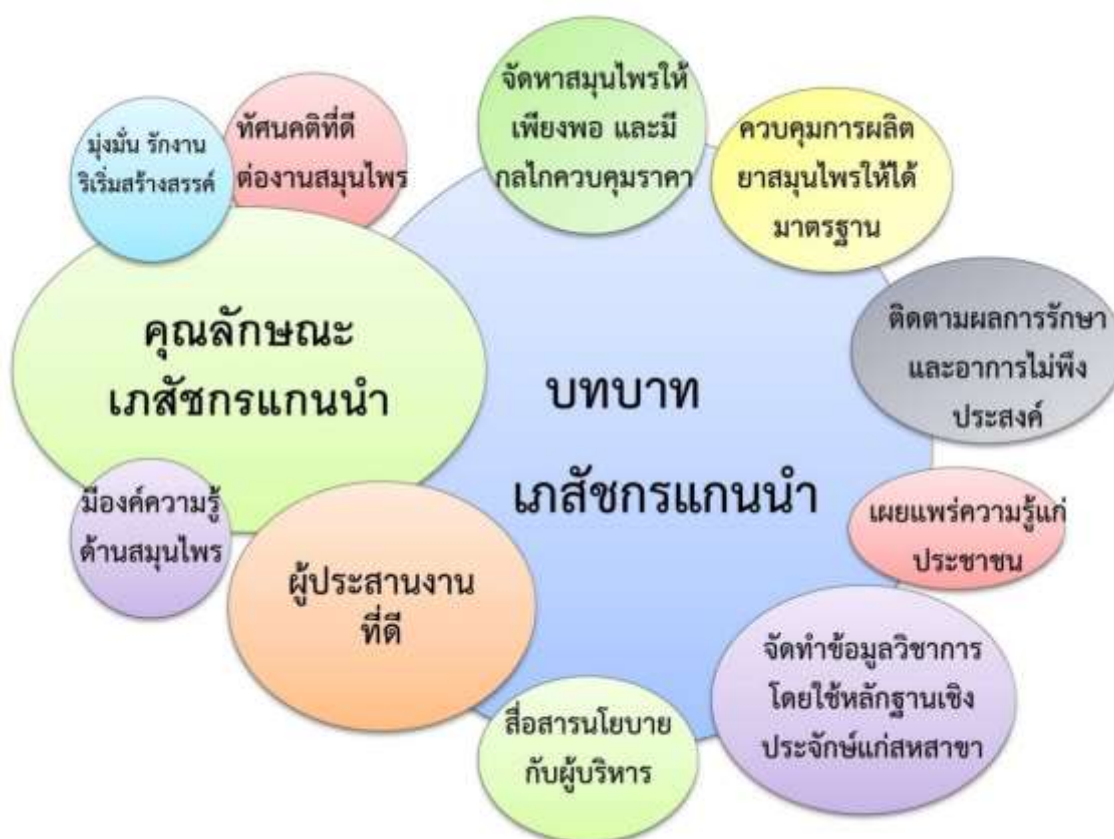 มุ่งมั่น รักงาน
ริเริ่มสร้างสรรค์
ทัศนคติที่ดี
ต่องานสมุนไพร
คุณลักษณะ
เภสัชกรแกนนำ
มีองค์ความรู้
ด้านสมุนไพร
ผู้ประสานงาน
ที่ดี
บทบาท
เภสัชกรแกนนำ
จัดหาสมุนไพรให้
เพียงพอ และมี
กลไกควบคุมราคา
ควบคุมการผลิต
ยาสมุนไพรให้ได้
มาตรฐาน
ติดตามผลการรักษา
และอาการไม่พึง
ประสงค์
เผยแพร่ความรู้แก่
ประชาชน
จัดทำข้อมูลวิชาการ
โดยใช้หลักฐานเชิง
ประจักษ์แก่สหสาขา
สื่อสารนโยบาย
กับผู้บริหาร